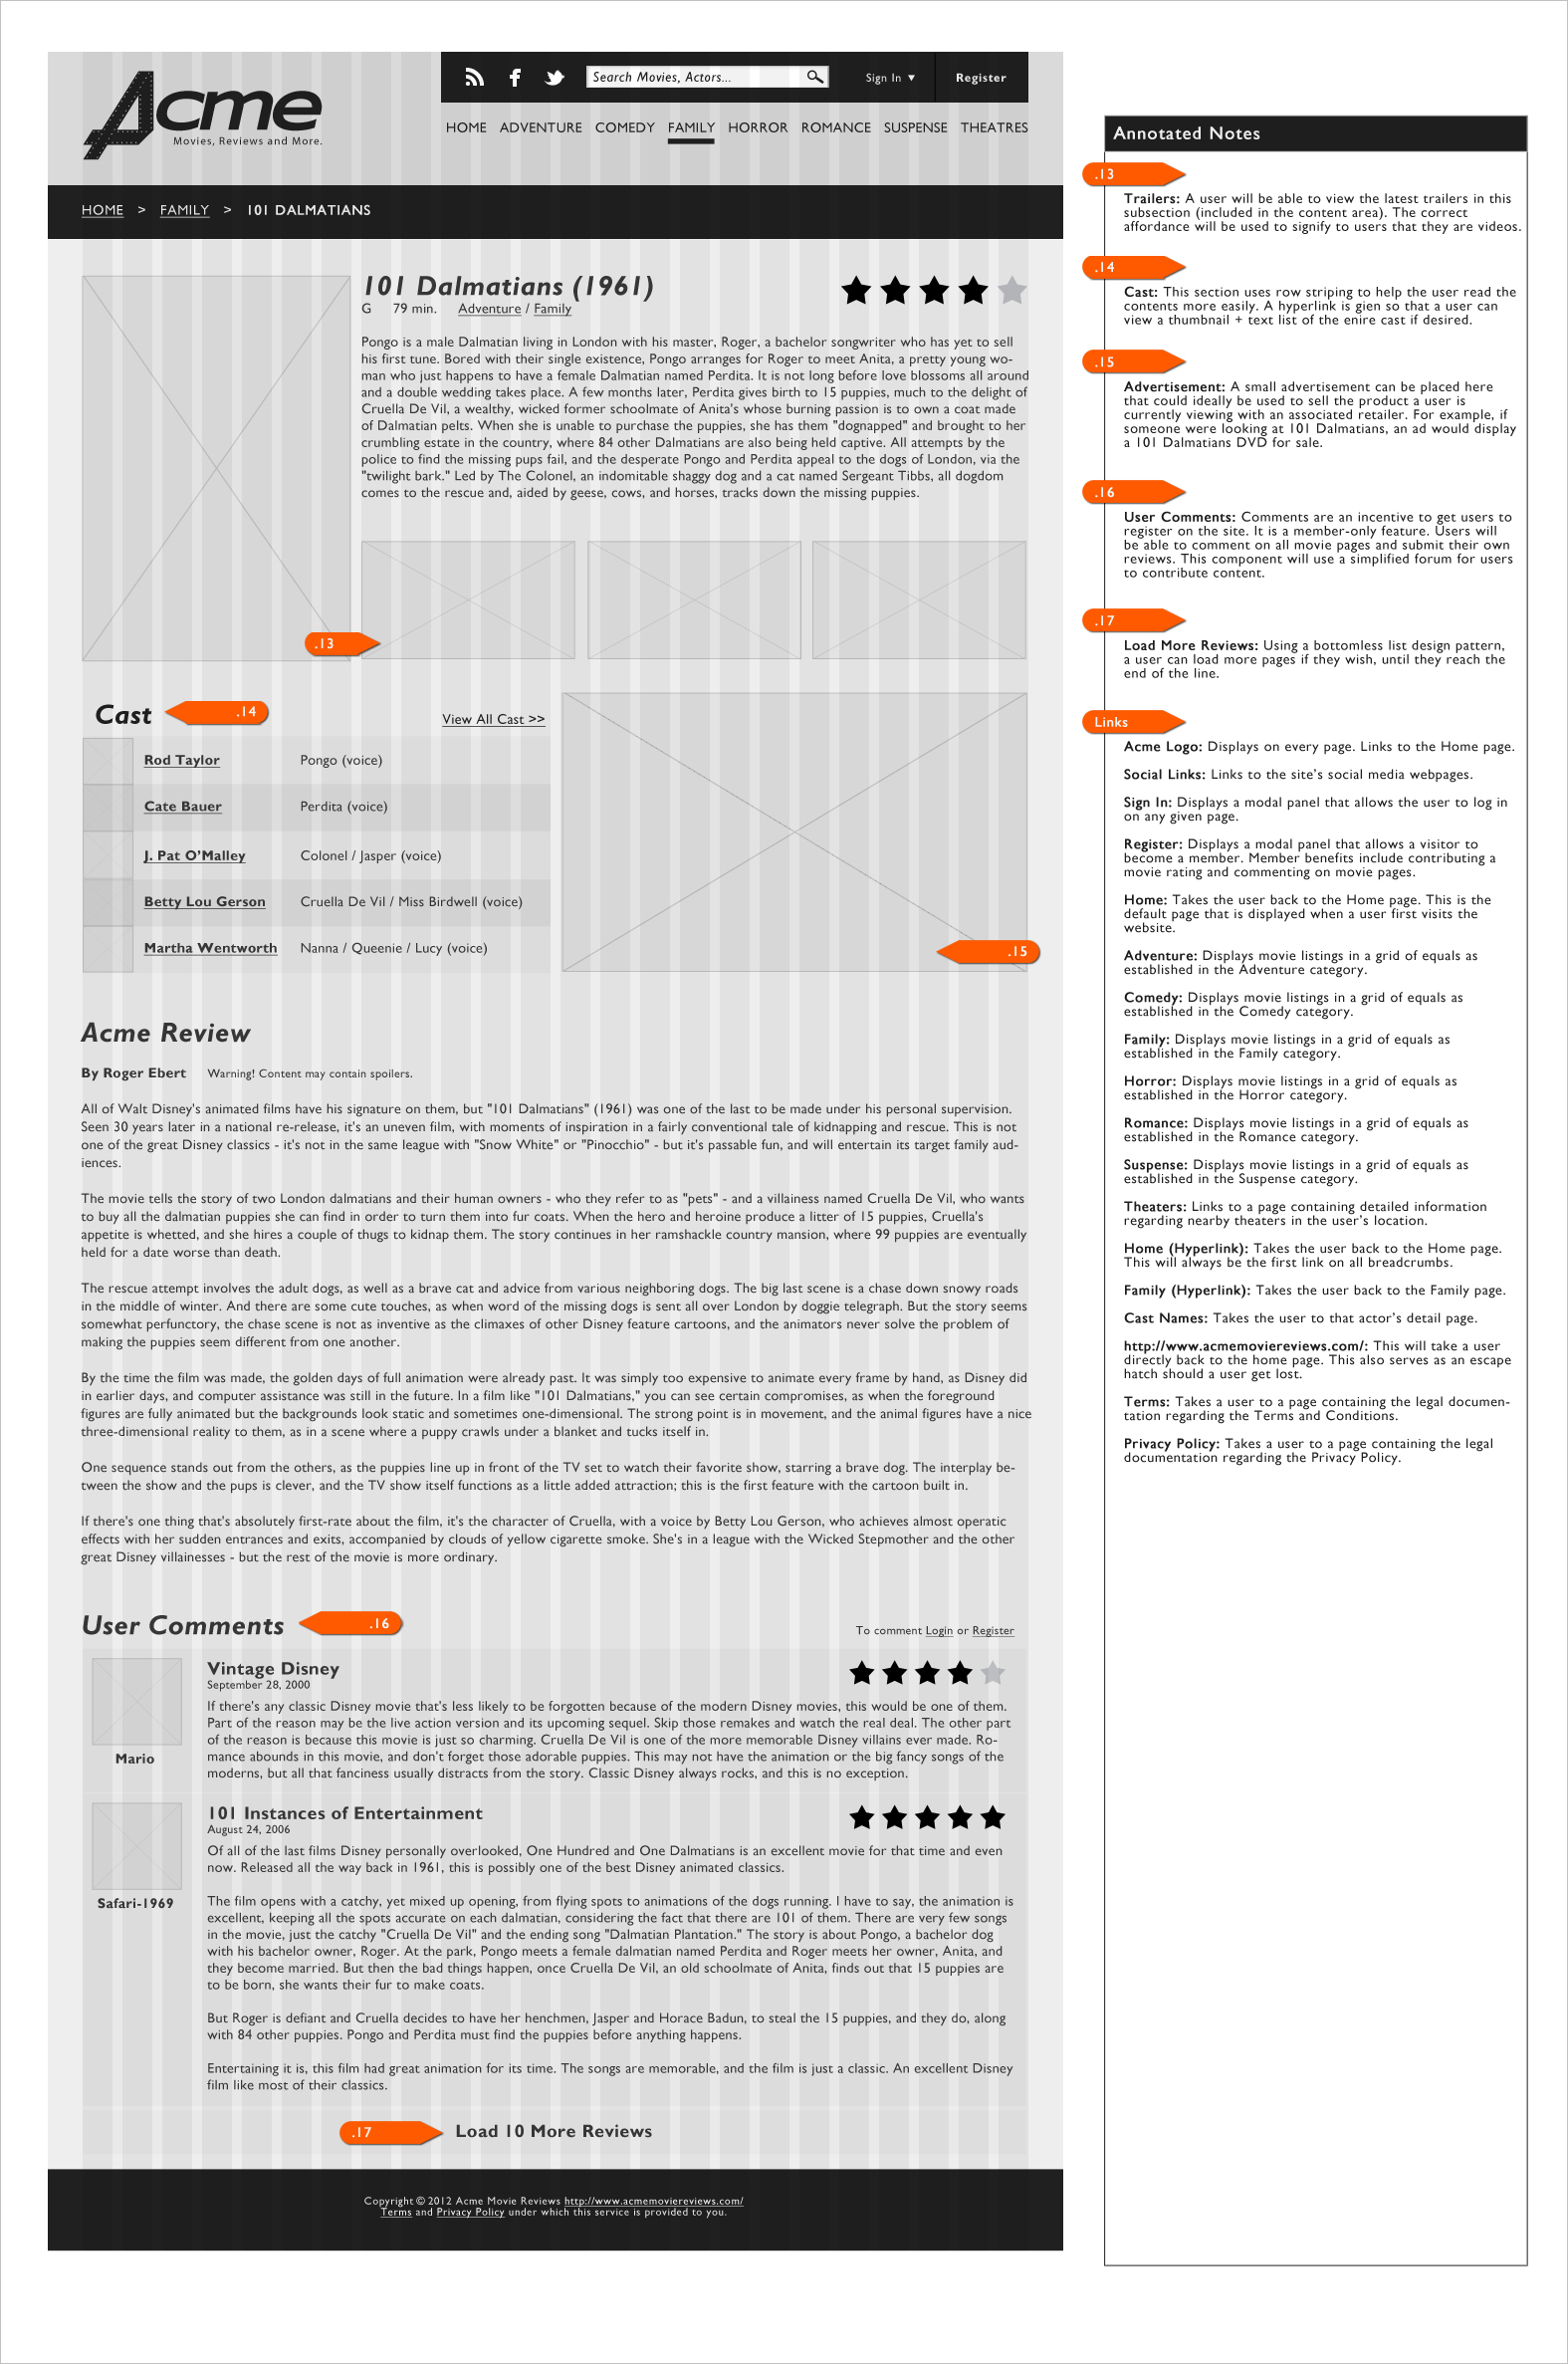 Acme
Movies, Reviews and More.
Search Movies, Actors...
Sign In ▼
Register
HOME ADVENTURE COMEDY FAMILY HORROR ROMANCE SUSPENSE THEATRES
HOME > FAMILY > 101 DALMATIANS
101 Dalmatians (1961)
G 79 min. Adventure / Family
Pongo is a male Dalmatian living in London with his master, Roger, a bachelor songwriter who has yet to sell
his first tune. Bored with their single existence, Pongo arranges for Roger to meet Anita, a pretty young wo-
man who just happens to have a female Dalmatian named Perdita. It is not long before love blossoms all around
and a double wedding takes place. A few months later, Perdita gives birth to 15 puppies, much to the delight of
Cruella De Vil, a wealthy, wicked former schoolmate of Anita's whose burning passion is to own a coat made
of Dalmatian pelts. When she is unable to purchase the puppies, she has them "dognapped" and brought to her
crumbling estate in the country, where 84 other Dalmatians are also being held captive. All attempts by the
police to find the missing pups fail, and the desperate Pongo and Perdita appeal to the dogs of London, via the
"twilight bark." Led by The Colonel, an indomitable shaggy dog and a cat named Sergeant Tibbs, all dogdom
comes to the rescue and, aided by geese, cows, and horses, tracks down the missing puppies.
.13
Cast
.14
View All Cast >>
Rod Taylor Pongo (voice)
Cate Bauer Perdita (voice)
J. Pat O'Malley Colonel / Jasper (voice)
Betty Lou Gerson Cruella De Vil / Miss Birdwell (voice)
Martha Wentworth Nanna / Queenie / Lucy (voice)
.15
Acme Review
By Roger Ebert Warning! Content may contain spoilers.
All of Walt Disney's animated films have his signature on them, but "101 Dalmatians" (1961) was one of the last to be made under his personal supervision.
Seen 30 years later in a national re-release, it's an uneven film, with moments of inspiration in a fairly conventional tale of kidnapping and rescue. This is not
one of the great Disney classics - it's not in the same league with "Snow White" or "Pinocchio" - but it's passable fun, and will entertain its target family aud-
iences.
The movie tells the story of two London dalmatians and their human owners - who they refer to as "pets" - and a villainess named Cruella De Vil, who wants
to buy all the dalmatian puppies she can find in order to turn them into fur coats. When the hero and heroine produce a litter of 15 puppies, Cruella's
appetite is whetted, and she hires a couple of thugs to kidnap them. The story continues in her ramshackle country mansion, where 99 puppies are eventually
held for a date worse than death.
The rescue attempt involves the adult dogs, as well as a brave cat and advice from various neighboring dogs. The big last scene is a chase down snowy roads
in the middle of winter. And there are some cute touches, as when word of the missing dogs is sent all over London by doggie telegraph. But the story seems
somewhat perfunctory, the chase scene is not as inventive as the climaxes of other Disney feature cartoons, and the animators never solve the problem of
making the puppies seem different from one another.
By the time the film was made, the golden days of full animation were already past. It was simply too expensive to animate every frame by hand, as Disney did
in earlier days, and computer assistance was still in the future. In a film like "101 Dalmatians," you can see certain compromises, as when the foreground
figures are fully animated but the backgrounds look static and sometimes one-dimensional. The strong point is in movement, and the animal figures have a nice
three-dimensional reality to them, as in a scene where a puppy crawls under a blanket and tucks itself in.
One sequence stands out from the others, as the puppies line up in front of the TV set to watch their favorite show, starring a brave dog. The interplay be-
tween the show and the pups is clever, and the TV show itself functions as a little added attraction; this is the first feature with the cartoon built in.
If there's one thing that's absolutely first-rate about the film, it's the character of Cruella, with a voice by Betty Lou Gerson, who achieves almost operatic
effects with her sudden entrances and exits, accompanied by clouds of yellow cigarette smoke. She's in a league with the Wicked Stepmother and the other
great Disney villainesses - but the rest of the movie is more ordinary.
User Comments
.16
To comment Login or Register
Mario
Vintage Disney
September 28, 2000
If there's any classic Disney movie that's less likely to be forgotten because of the modern Disney movies, this would be one of them.
Part of the reason may be the live action version and its upcoming sequel. Skip those remakes and watch the real deal. The other part
of the reason is because this movie is just so charming. Cruella De Vil is one of the more memorable Disney villains ever made. Ro-
mance abounds in this movie, and don't forget those adorable puppies. This may not have the animation or the big fancy songs of the
moderns, but all that fanciness usually distracts from the story. Classic Disney always rocks, and this is no exception.
Safari-1969
101 Instances of Entertainment
August 24, 2006
Of all of the last films Disney personally overlooked, One Hundred and One Dalmatians is an excellent movie for that time and even
now. Released all the way back in 1961, this is possibly one of the best Disney animated classics.
The film opens with a catchy, yet mixed up opening, from flying spots to animations of the dogs running. I have to say, the animation is
excellent, keeping all the spots accurate on each dalmatian, considering the fact that there are 101 of them. There are very few songs
in the movie, just the catchy "Cruella De Vil" and the ending song "Dalmatian Plantation." The story is about Pongo, a bachelor dog
with his bachelor owner, Roger. At the park, Pongo meets a female dalmatian named Perdita and Roger meets her owner, Anita, and
they become married. But then the bad things happen, once Cruella De Vil, an old schoolmate of Anita, finds out that 15 puppies are
to be born, she wants their fur to make coats.
But Roger is defiant and Cruella decides to have her henchmen, Jasper and Horace Badun, to steal the 15 puppies, and they do, along
with 84 other puppies. Pongo and Perdita must find the puppies before anything happens.
Entertaining it is, this film had great animation for its time. The songs are memorable, and the film is just a classic. An excellent Disney
film like most of their classics.
.17
Load 10 More Reviews
Copyright © 2012 Acme Movie Reviews http://www.acmemoviereviews.com/
Terms and Privacy Policy under which this service is provided to you.
Annotated Notes
.13
Trailers: A user will be able to view the latest trailers in this
subsection (included in the content area). The correct
affordance will be used to signify to users that they are videos.
.14
Cast: This section uses row striping to help the user read the
contents more easily. A hyperlink is gien so that a user can
view a thumbnail + text list of the enire cast if desired.
.15
Advertisement: A small advertisement can be placed here
that could ideally be used to sell the product a user is
currently viewing with an associated retailer. For example, if
someone were looking at 101 Dalmatians, an ad would display
a 101 Dalmatians DVD for sale.
.16
User Comments: Comments are an incentive to get users to
register on the site. It is a member-only feature. Users will
be able to comment on all movie pages and submit their own
reviews. This component will use a simplified forum for users
to contribute content.
.17
Load More Reviews: Using a bottomless list design pattern,
a user can load more pages if they wish, until they reach the
end of the line.
Links
Acme Logo: Displays on every page. Links to the Home page.
Social Links: Links to the site's social media webpages.
Sign In: Displays a modal panel that allows the user to log in
on any given page.
Register: Displays a modal panel that allows a visitor to
become a member. Member benefits include contributing a
movie rating and commenting on movie pages.
Home: Takes the user back to the Home page. This is the
default page that is displayed when a user first visits the
website.
Adventure: Displays movie listings in a grid of equals as
established in the Adventure category.
Comedy: Displays movie listings in a grid of equals as
established in the Comedy category.
Family: Displays movie listings in a grid of equals as
established in the Family category.
Horror: Displays movie listings in a grid of equals as
established in the Horror category.
Romance: Displays movie listings in a grid of equals as
established in the Romance category.
Suspense: Displays movie listings in a grid of equals as
established in the Suspense category.
Theaters: Links to a page containing detailed information
regarding nearby theaters in the user's location.
Home (Hyperlink): Takes the user back to the Home page.
This will always be the first link on all breadcrumbs.
Family (Hyperlink): Takes the user back to the Family page.
Cast Names: Takes the user to that actor's detail page.
http://www.acmemoviereviews.com/: This will take a user
directly back to the home page. This also serves as an escape
hatch should a user get lost.
Terms: Takes a user to a page containing the legal documen-
tation regarding the Terms and Conditions.
Privacy Policy: Takes a user to a page containing the legal
documentation regarding the Privacy Policy.